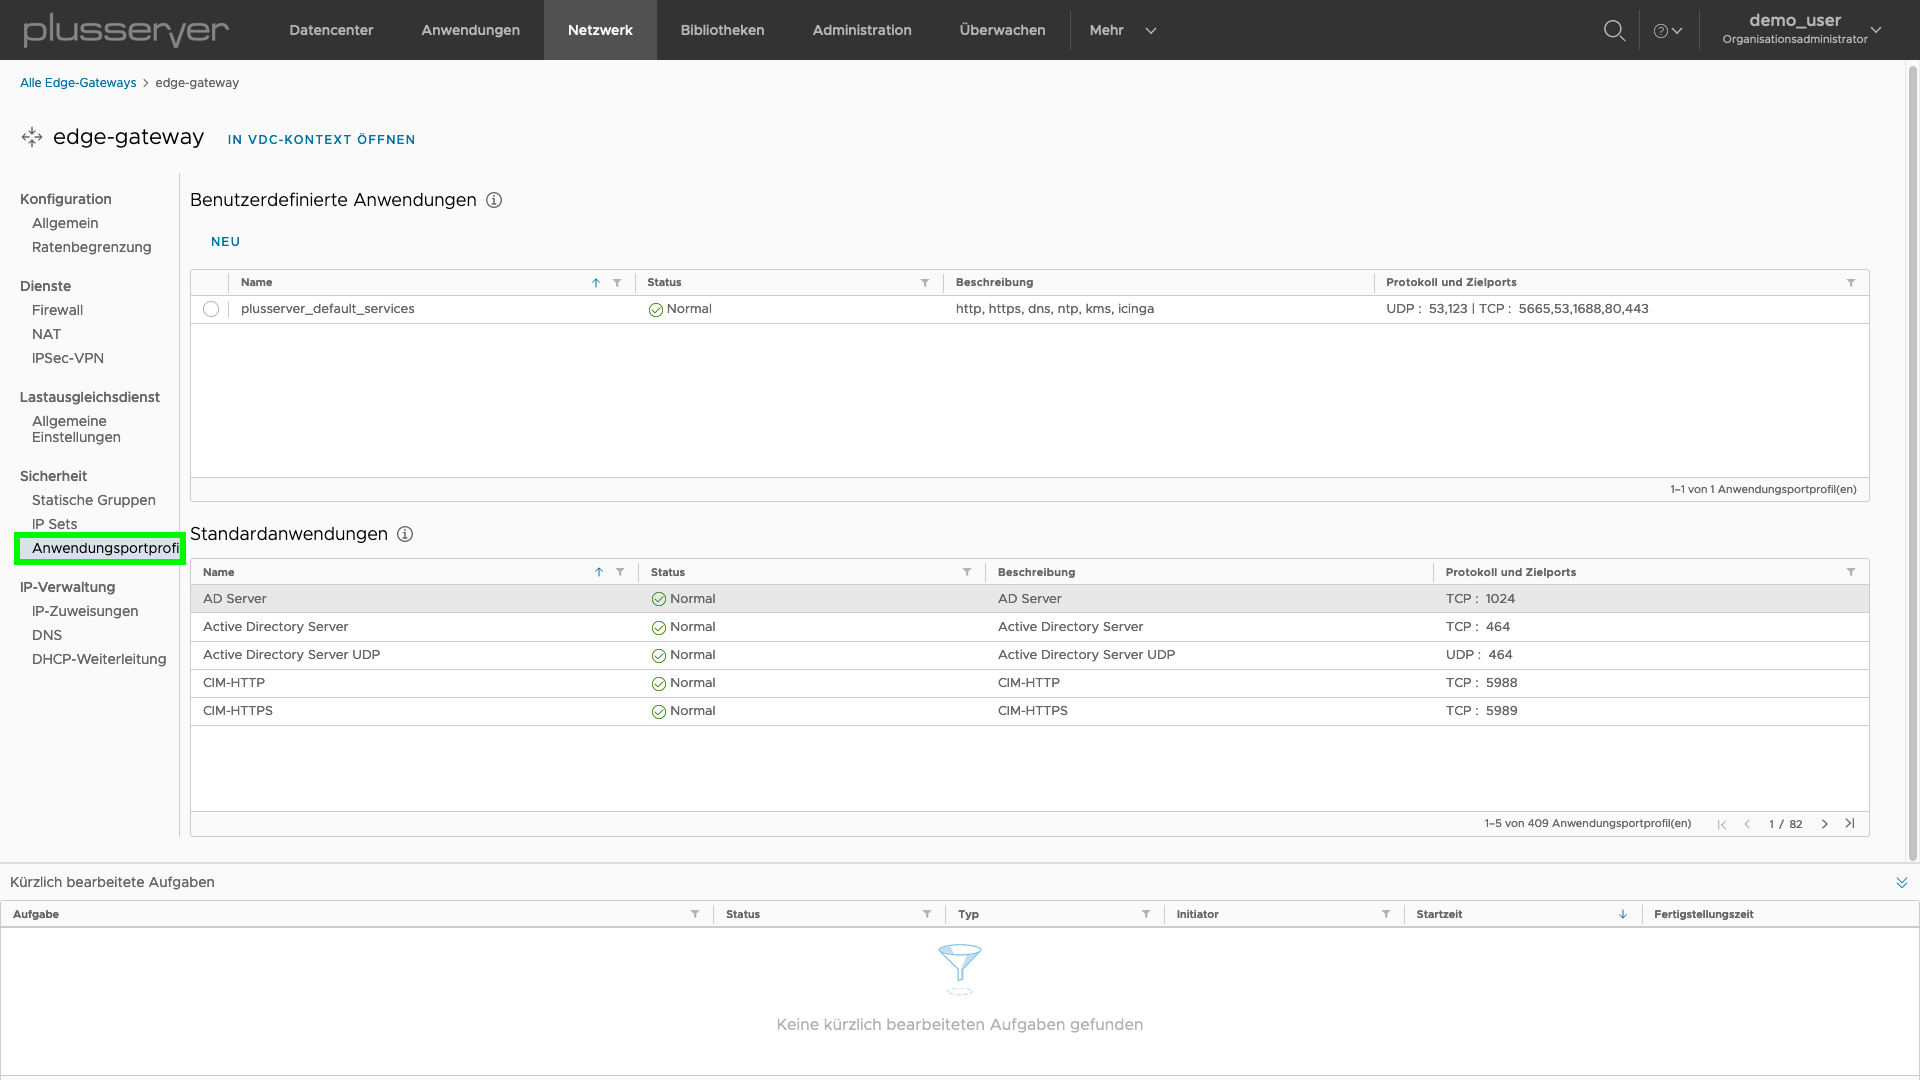 plusserver
Datencenter Anwendungen Netzwerk Bibliotheken Administration Überwachen Mehr
demo_user
Organisationsadministrator
Alle Edge-Gateways > edge-gateway
edge-gateway IN VDC-KONTEXT ÖFFNEN
Konfiguration
Allgemein
Ratenbegrenzung
Dienste
Firewall
NAT
IPSec-VPN
Lastausgleichsdienst
Allgemeine
Einstellungen
Sicherheit
Statische Gruppen
IP Sets
Anwendungsportprofi
IP-Verwaltung
IP-Zuweisungen
DNS
DHCP-Weiterleitung
Benutzerdefinierte Anwendungen
NEU
Name Status Beschreibung Protokoll und Zielports
plusserver_default_services Normal http, https, dns, ntp, kms, icinga UDP : 53,123 | TCP : 5665,53,1688,80,443
1–1 von 1 Anwendungsportprofil(en)
Standardanwendungen
Name Status Beschreibung Protokoll und Zielports
AD Server Normal AD Server TCP : 1024
Active Directory Server Normal Active Directory Server TCP : 464
Active Directory Server UDP Normal Active Directory Server UDP UDP : 464
CIM-HTTP Normal CIM-HTTP TCP : 5988
CIM-HTTPS Normal CIM-HTTPS TCP : 5989
1–5 von 409 Anwendungsportprofil(en) 1 / 82
Kürzlich bearbeitete Aufgaben
Aufgabe Status Typ Initiator Startzeit Fertigstellungszeit
Keine kürzlich bearbeiteten Aufgaben gefunden